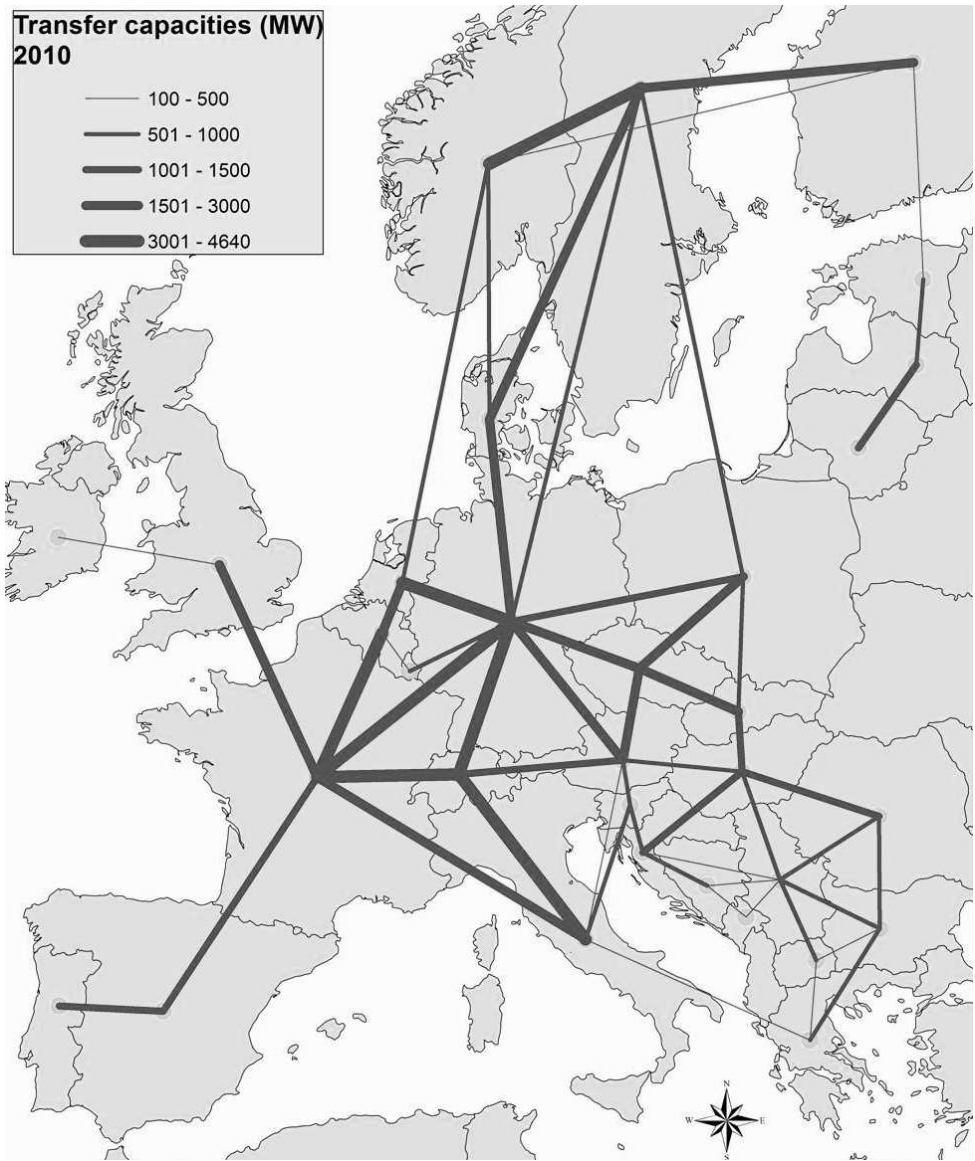 Transfer capacities (MW)
2010
100 - 500
501 - 1000
1001 - 1500
1501 - 3000
3001 - 4640
N
W
E
S